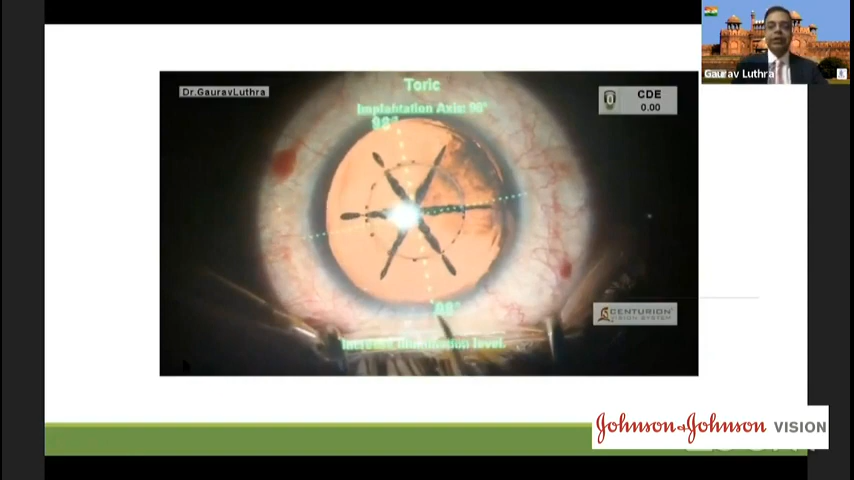 Gaurav Luthra
Dr.GauravLuthra
Toric
Implantation Axis: 98°
98°
CDE
0.00
98°
CENTURION
VISION SYSTEM
Increase illumination level.
Johnson & Johnson VISION